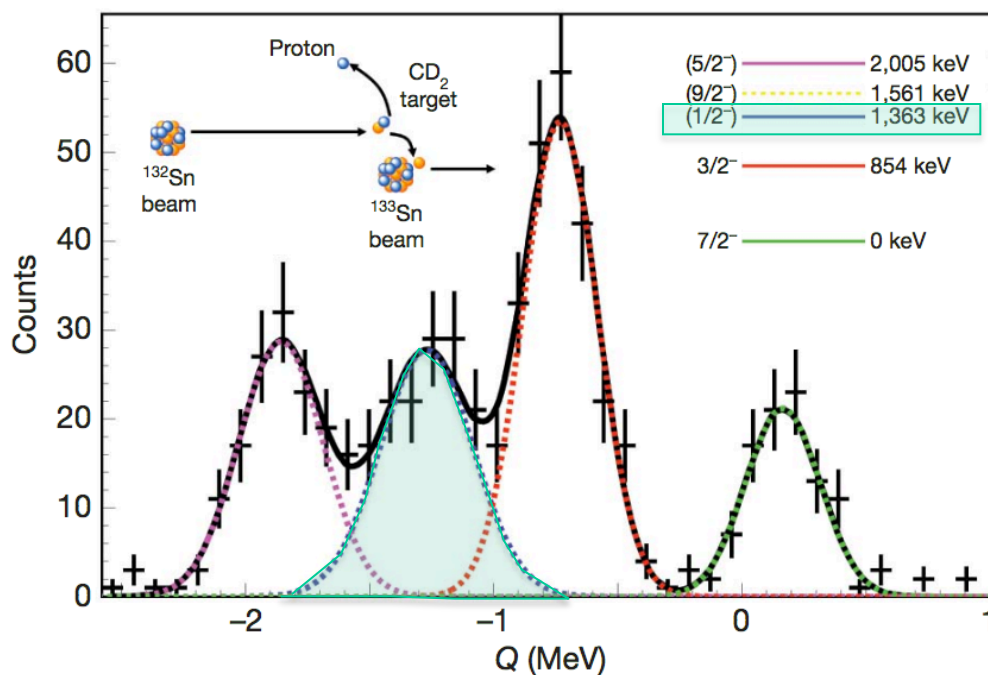 Proton
CD2
target
132Sn
beam
133Sn
beam
(5/2⁻) 2,005 keV
(9/2⁻) 1,561 keV
(1/2⁻) 1,363 keV
3/2⁻ 854 keV
7/2⁻ 0 keV
Counts
60
50
40
30
20
10
0
−2 −1 0 1
Q (MeV)